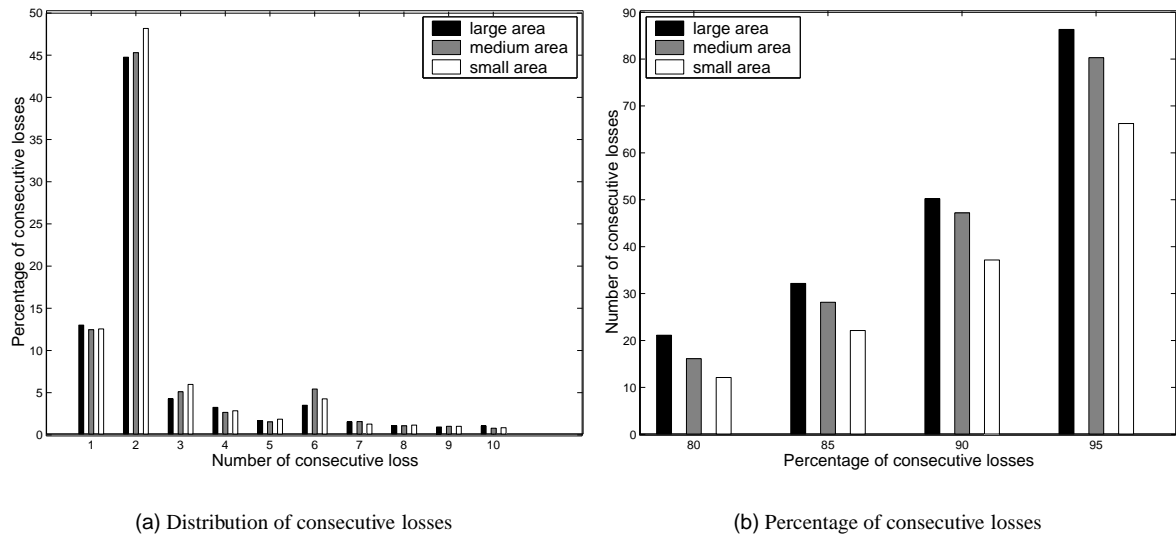 50
45
40
35
30
25
20
15
10
5
0
Percentage of consecutive losses
large area
medium area
small area
1 2 3 4 5 6 7 8 9 10
Number of consecutive loss
(a) Distribution of consecutive losses
90
80
70
60
50
40
30
20
10
0
Number of consecutive losses
large area
medium area
small area
80 85 90 95
Percentage of consecutive losses
(b) Percentage of consecutive losses